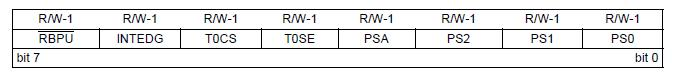 R/W-1 R/W-1 R/W-1 R/W-1 R/W-1 R/W-1 R/W-1 R/W-1
R̅B̅P̅U̅ INTEDG T0CS T0SE PSA PS2 PS1 PS0
bit 7 bit 0